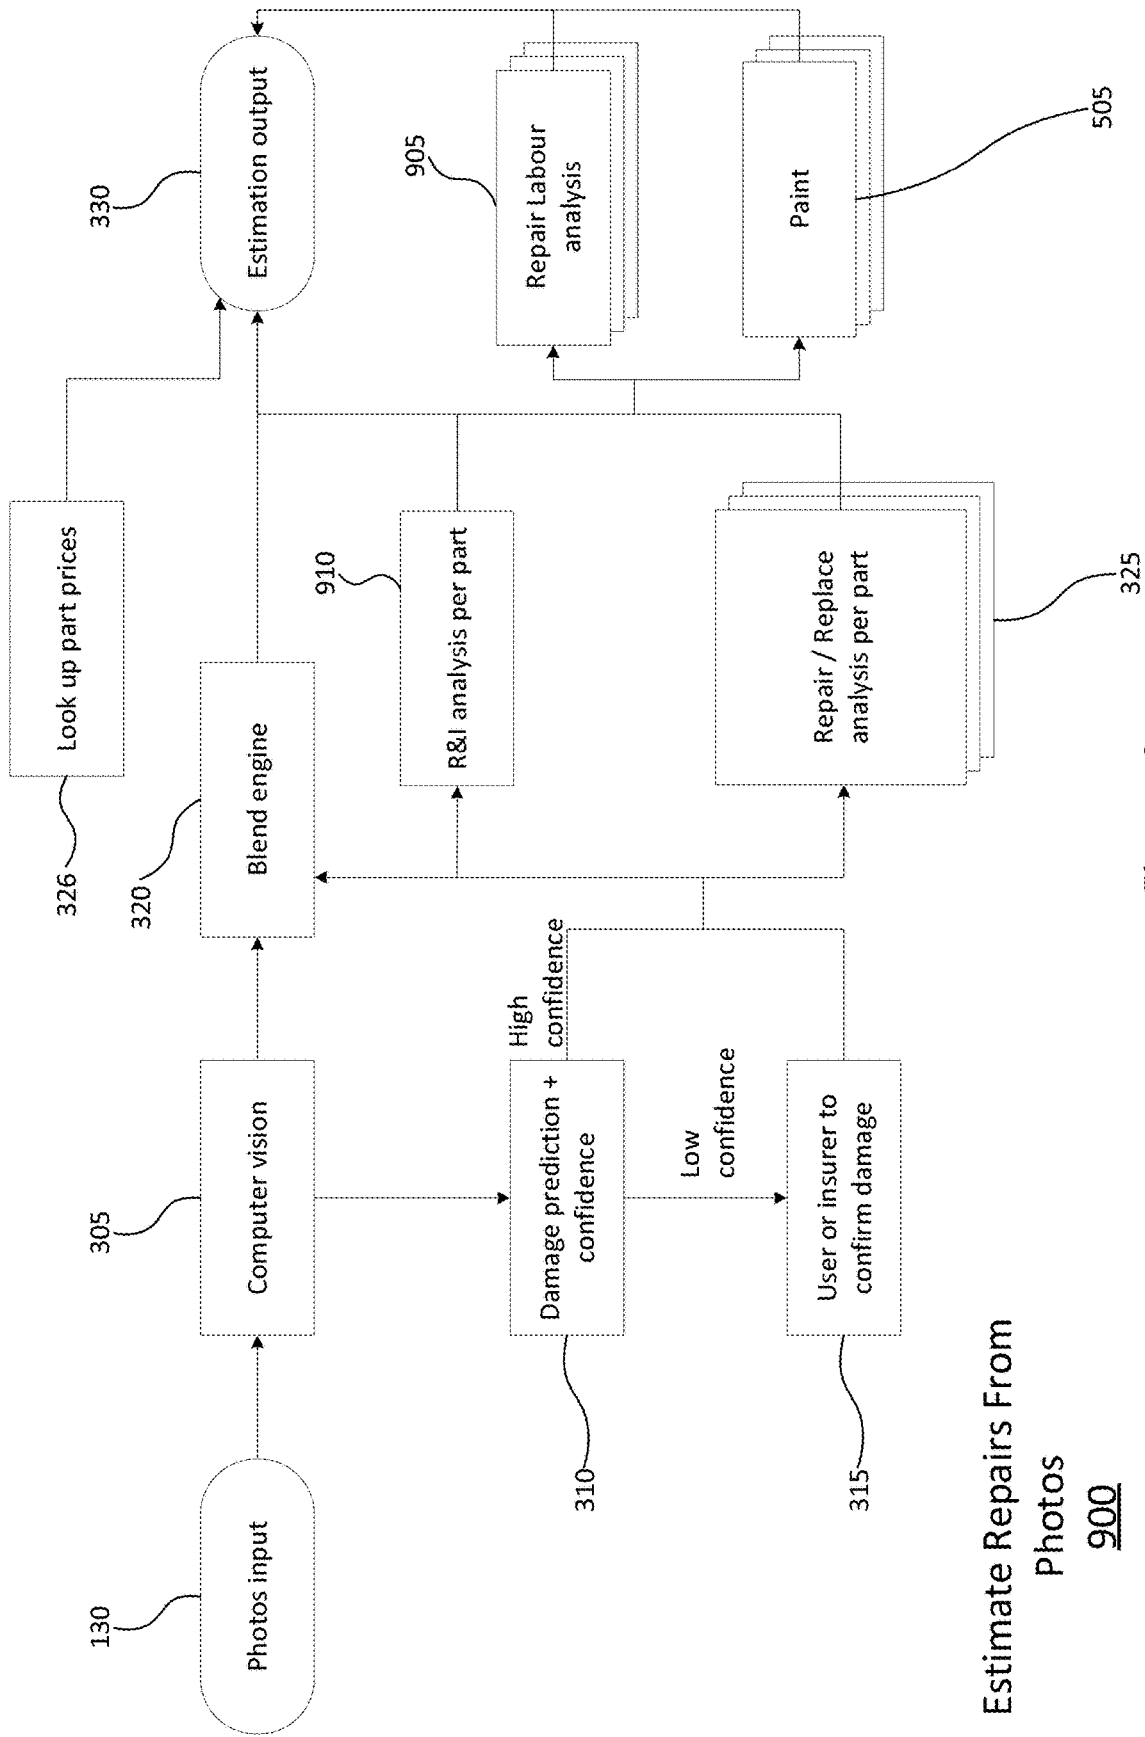 326
Look up part prices
130
Photos input
305
Computer vision
320
Blend engine
330
Estimation output
910
R&I analysis per part
905
Repair Labour
analysis
310
Damage prediction +
confidence
High
confidence
Low
confidence
315
User or insurer to
confirm damage
Repair / Replace
analysis per part
325
Paint
505
Estimate Repairs From
Photos
900